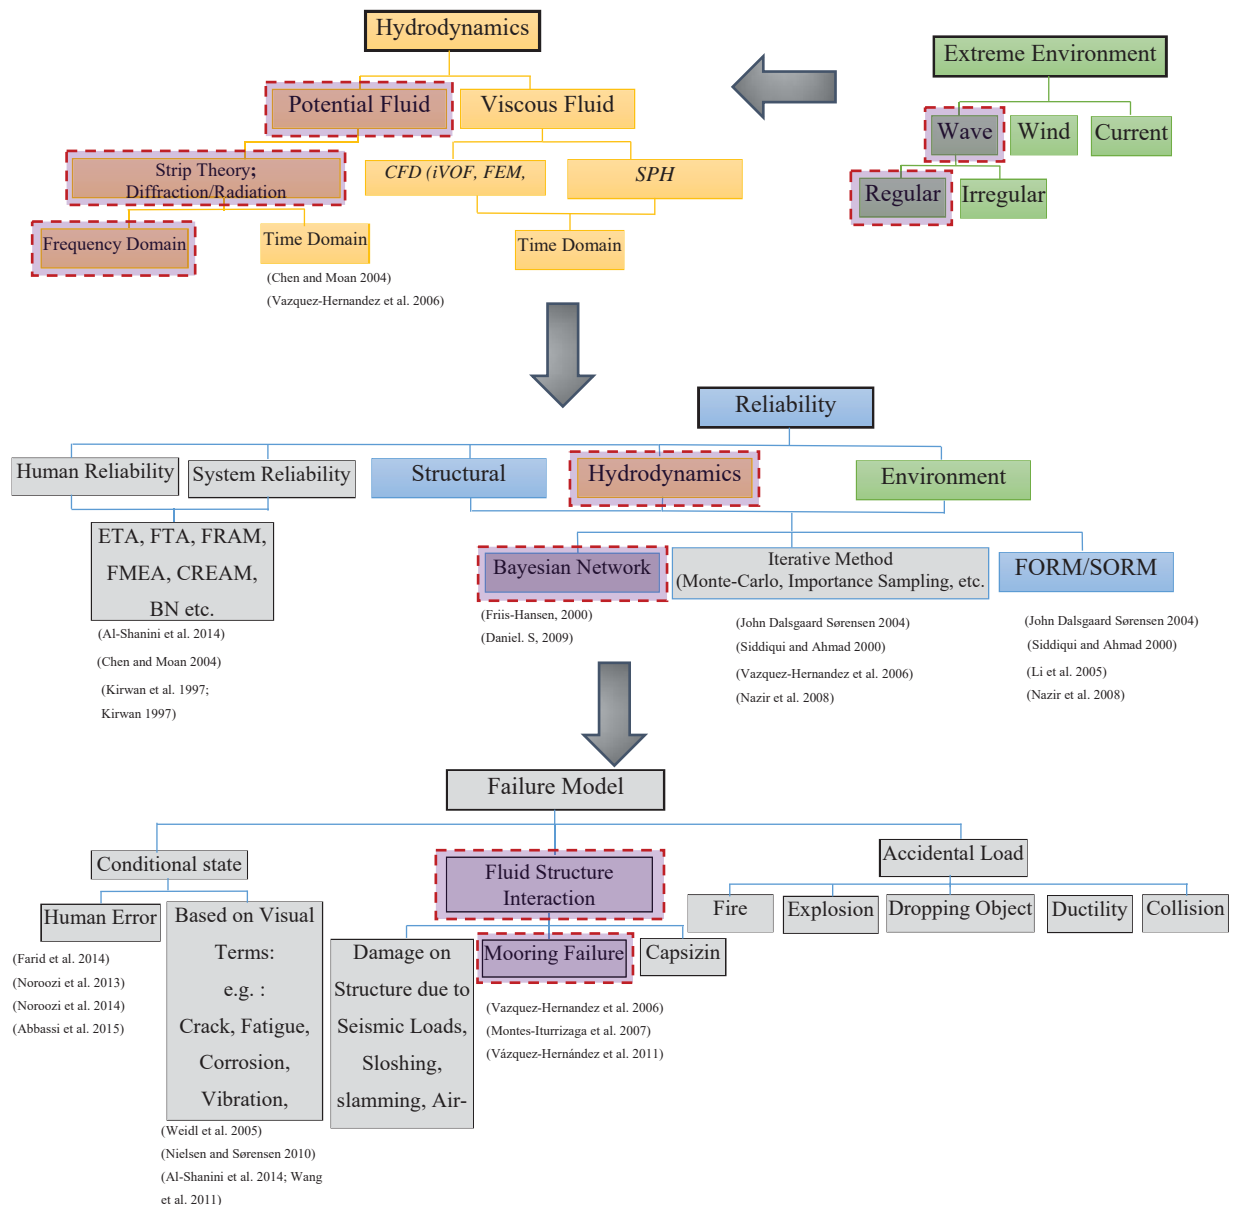 Hydrodynamics
Extreme Environment
Potential Fluid
Viscous Fluid
Wave
Wind
Current
Strip Theory;
Diffraction/Radiation
CFD (iVOF, FEM,
SPH
Regular
Irregular
Frequency Domain
Time Domain
Time Domain
(Chen and Moan 2004)
(Vazquez-Hernandez et al. 2006)
Reliability
Human Reliability
System Reliability
Structural
Hydrodynamics
Environment
ETA, FTA, FRAM,
FMEA, CREAM,
BN etc.
(Al-Shanini et al. 2014)
(Chen and Moan 2004)
(Kirwan et al. 1997;
Kirwan 1997)
Bayesian Network
(Friis-Hansen, 2000)
(Daniel. S, 2009)
Iterative Method
(Monte-Carlo, Importance Sampling, etc.
(John Dalsgaard Sørensen 2004)
(Siddiqui and Ahmad 2000)
(Vazquez-Hernandez et al. 2006)
(Nazir et al. 2008)
FORM/SORM
(John Dalsgaard Sørensen 2004)
(Siddiqui and Ahmad 2000)
(Li et al. 2005)
(Nazir et al. 2008)
Failure Model
Conditional state
Fluid Structure
Interaction
Accidental Load
Human Error
(Farid et al. 2014)
(Noroozi et al. 2013)
(Noroozi et al. 2014)
(Abbassi et al. 2015)
Based on Visual
Terms:
e.g. :
Crack, Fatigue,
Corrosion,
Vibration,
(Weidl et al. 2005)
(Nielsen and Sørensen 2010)
(Al-Shanini et al. 2014; Wang
et al. 2011)
Damage on
Structure due to
Seismic Loads,
Sloshing,
slamming, Air-
Mooring Failure
(Vazquez-Hernandez et al. 2006)
(Montes-Iturrizaga et al. 2007)
(Vázquez-Hernández et al. 2011)
Capsizin
Fire
Explosion
Dropping Object
Ductility
Collision